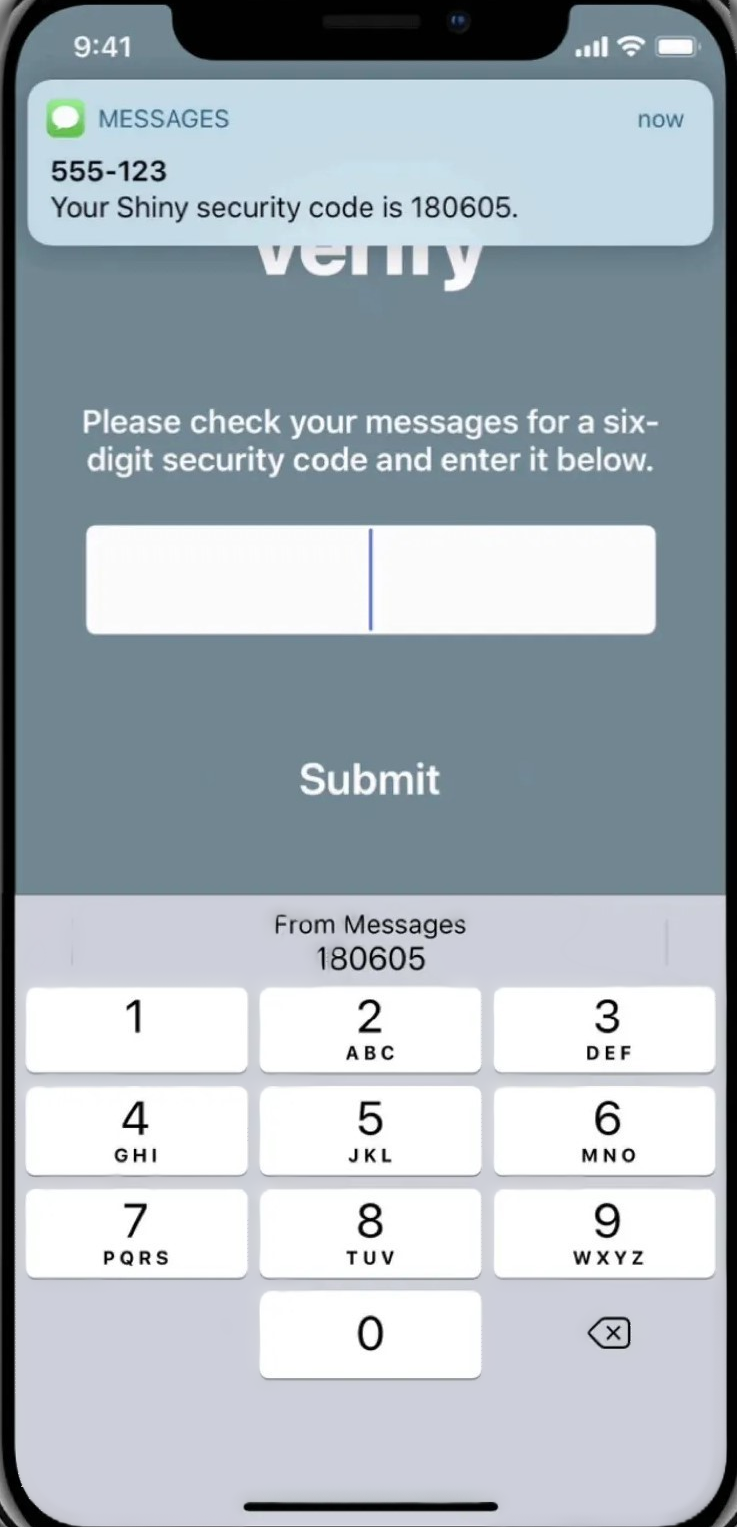 9:41
MESSAGES now
555-123
Your Shiny security code is 180605.
verify
Please check your messages for a six-
digit security code and enter it below.
Submit
From Messages
180605
1 2 3
ABC DEF
4 5 6
GHI JKL MNO
7 8 9
PQRS TUV WXYZ
0